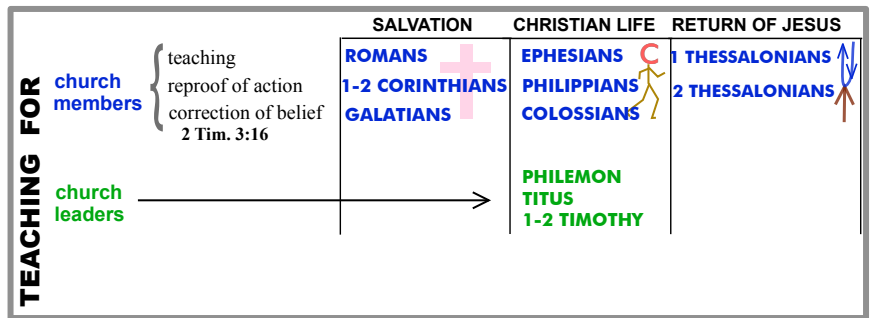 SALVATION CHRISTIAN LIFE RETURN OF JESUS
TEACHING FOR
church
members
teaching
reproof of action
correction of belief
2 Tim. 3:16
ROMANS
1-2 CORINTHIANS
GALATIANS
EPHESIANS
PHILIPPIANS
COLOSSIANS
C
1 THESSALONIANS
2 THESSALONIANS
church
leaders
PHILEMON
TITUS
1-2 TIMOTHY